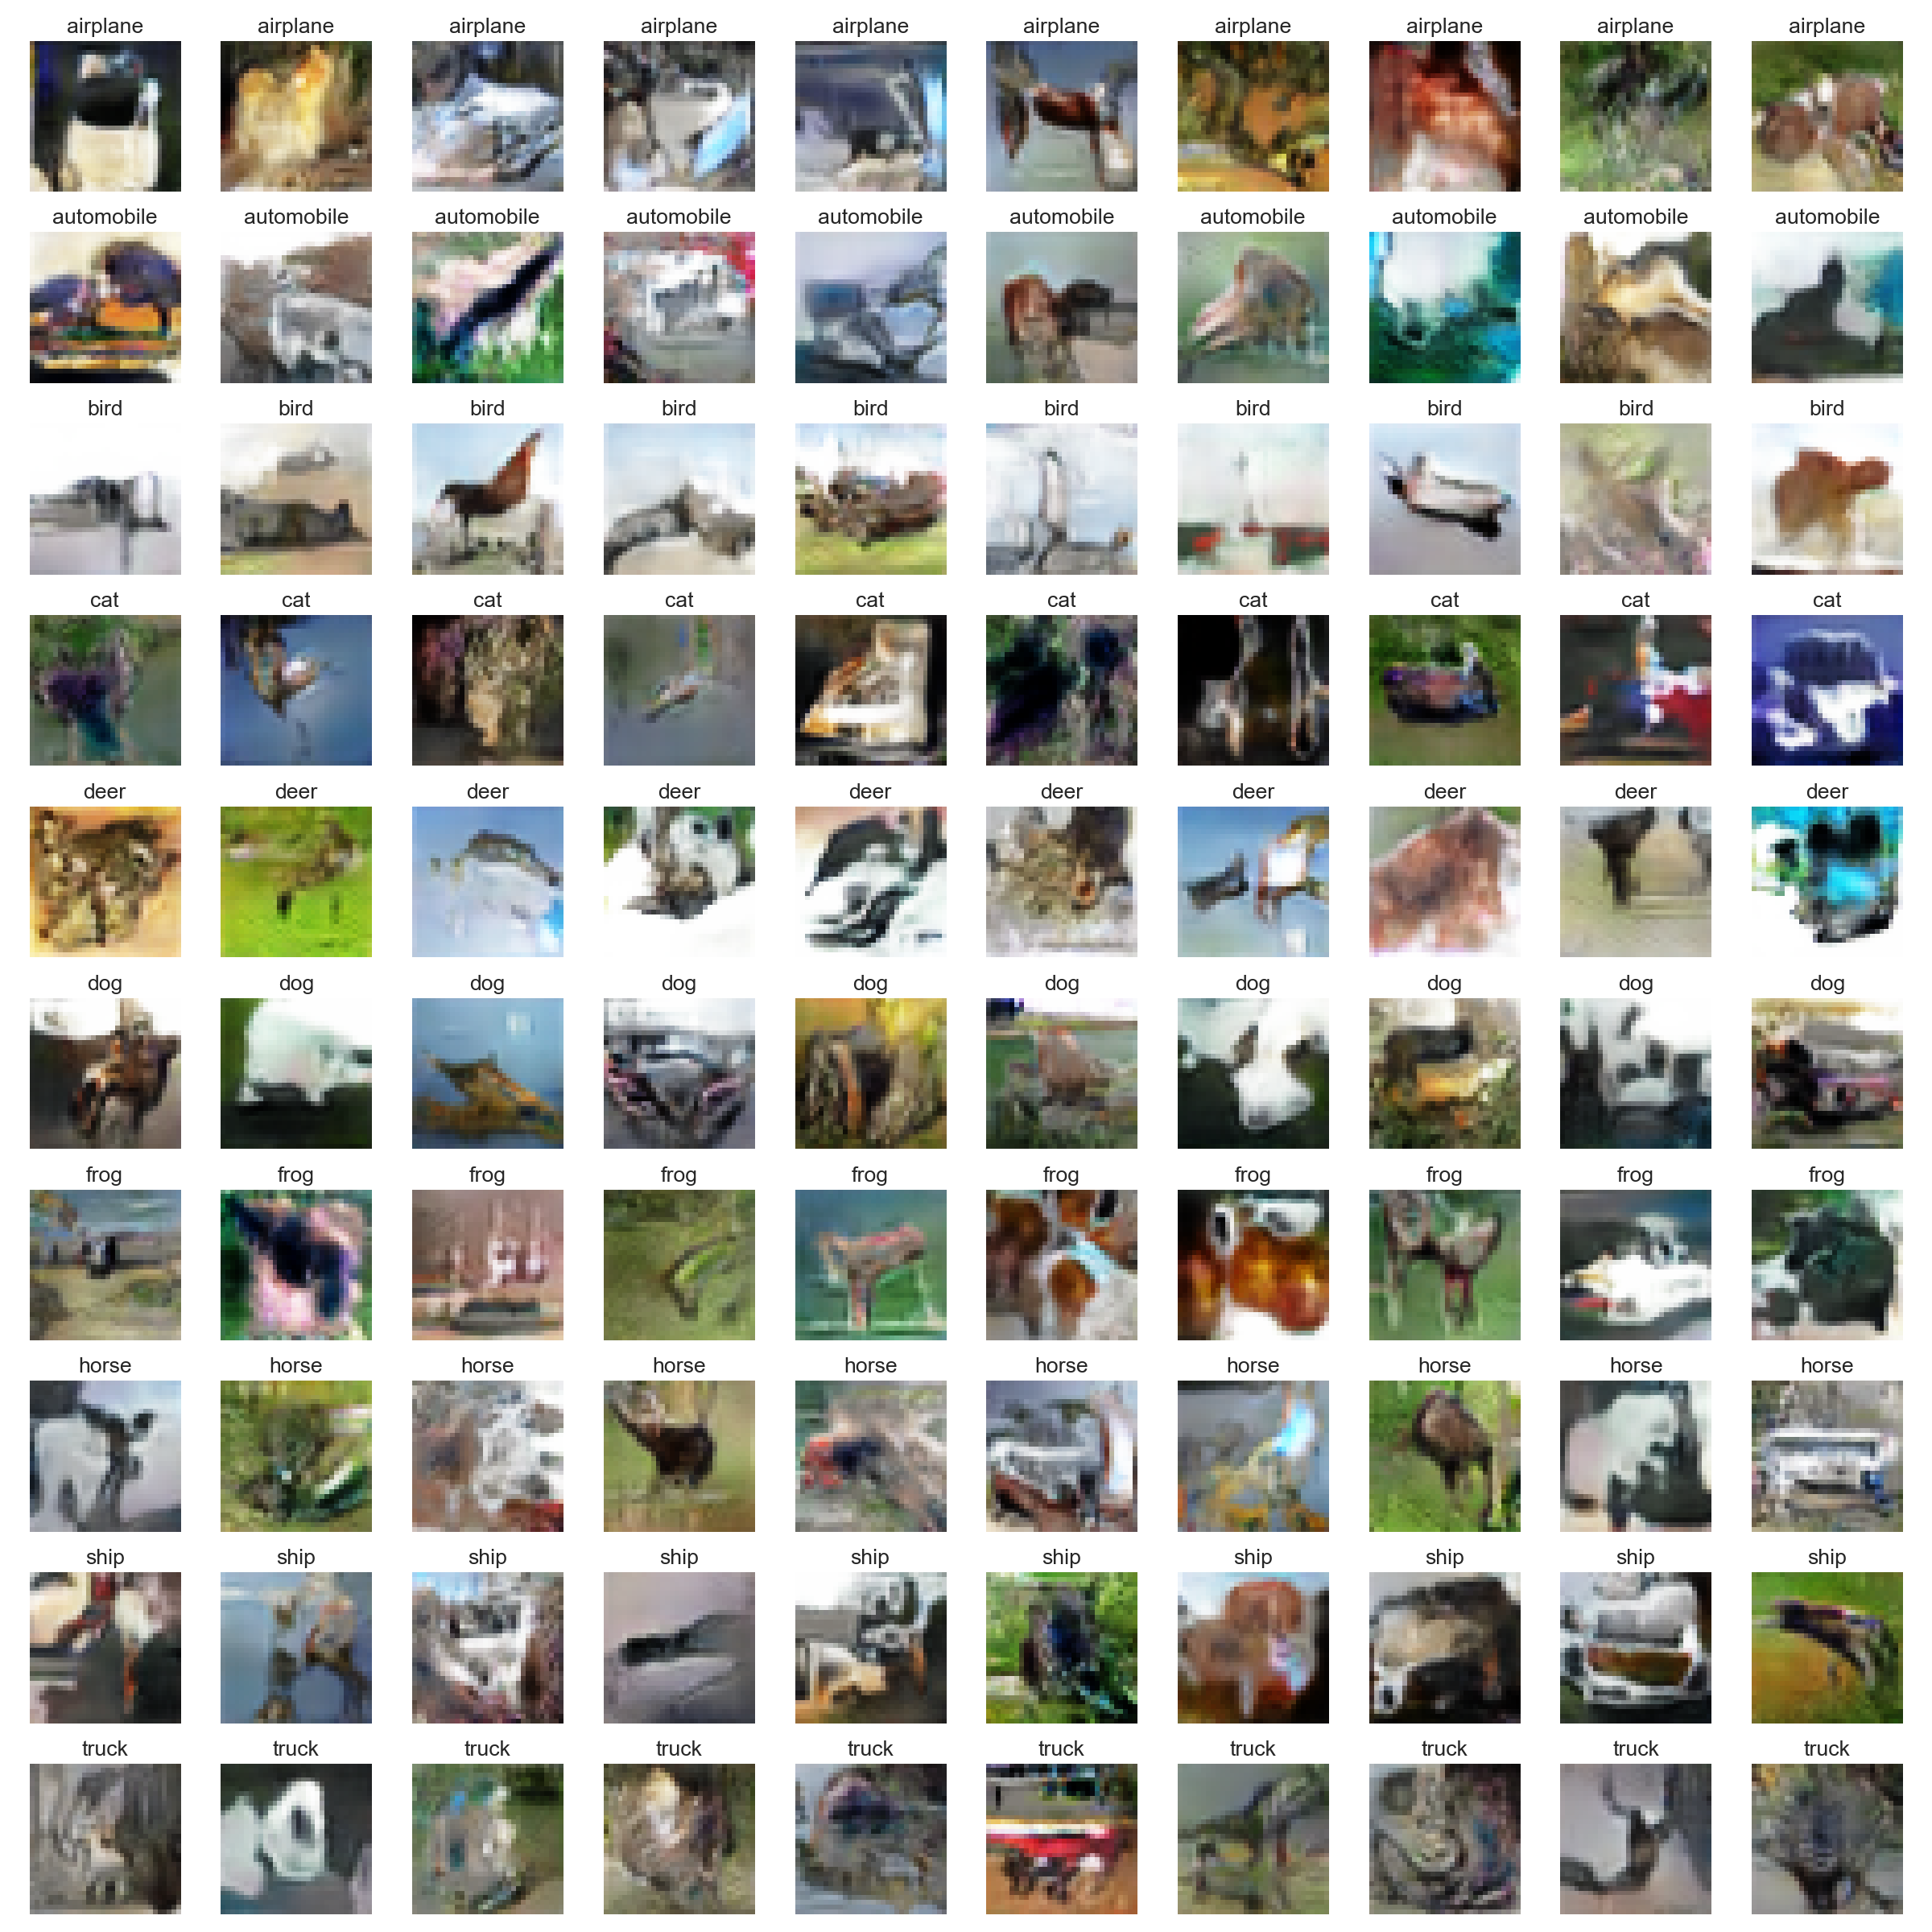 airplane airplane airplane airplane airplane airplane airplane airplane airplane airplane
automobile automobile automobile automobile automobile automobile automobile automobile automobile automobile
bird bird bird bird bird bird bird bird bird bird
cat cat cat cat cat cat cat cat cat cat
deer deer deer deer deer deer deer deer deer deer
dog dog dog dog dog dog dog dog dog dog
frog frog frog frog frog frog frog frog frog frog
horse horse horse horse horse horse horse horse horse horse
ship ship ship ship ship ship ship ship ship ship
truck truck truck truck truck truck truck truck truck truck